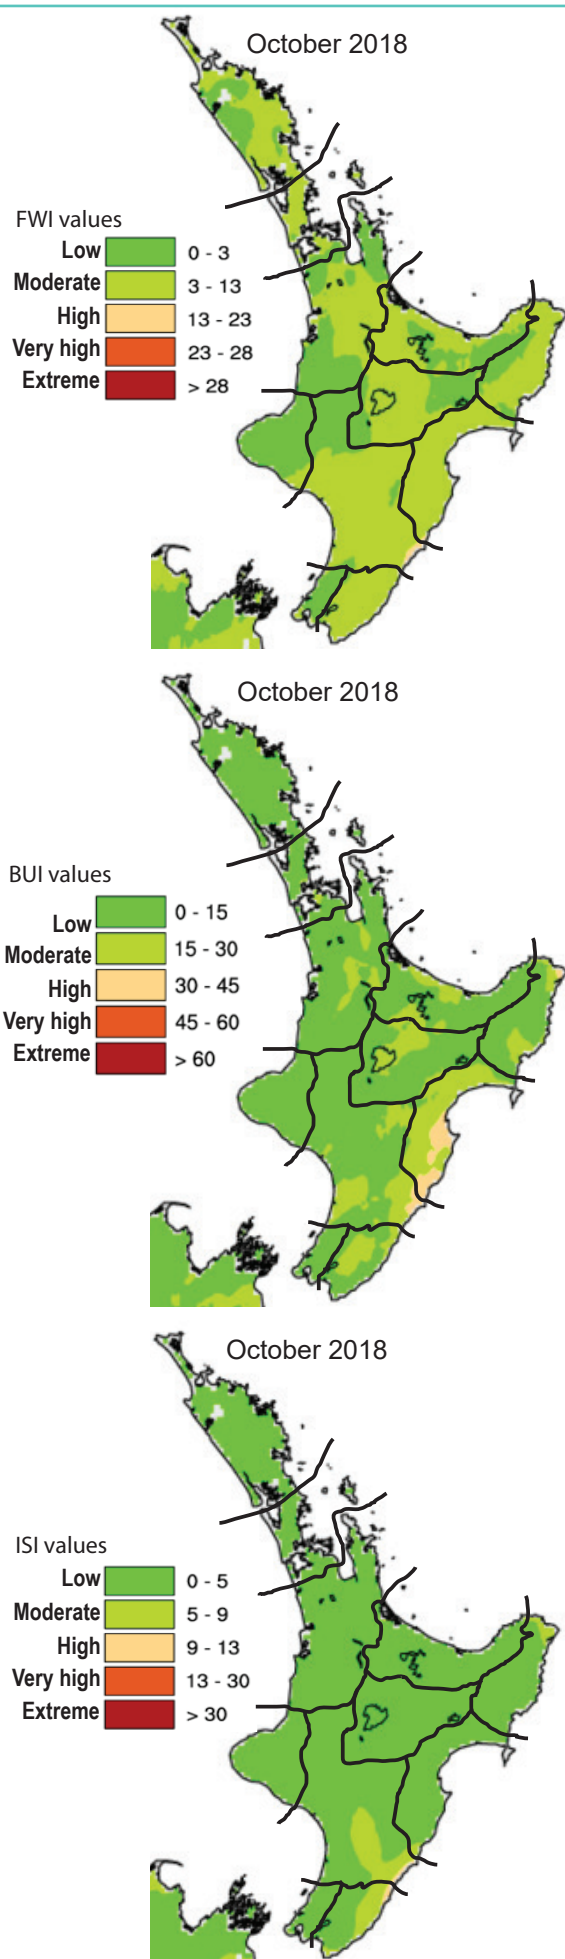 October 2018
FWI values
Low 0 - 3
Moderate 3 - 13
High 13 - 23
Very high 23 - 28
Extreme > 28
October 2018
BUI values
Low 0 - 15
Moderate 15 - 30
High 30 - 45
Very high 45 - 60
Extreme > 60
October 2018
ISI values
Low 0 - 5
Moderate 5 - 9
High 9 - 13
Very high 13 - 30
Extreme > 30